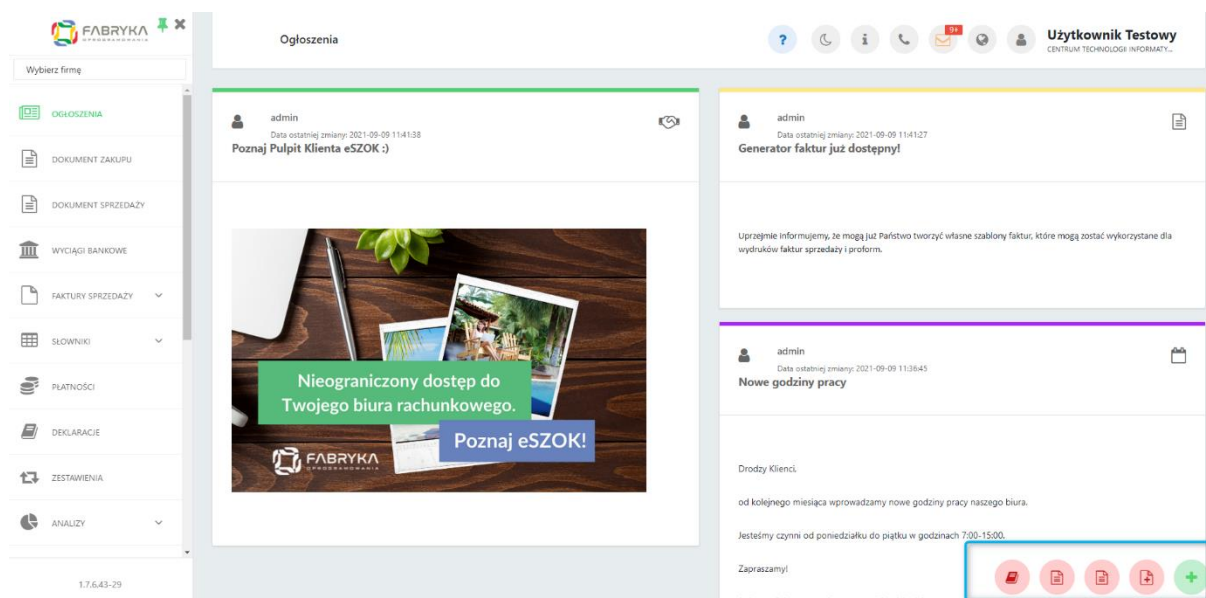 FABRYKA
OPROGRAMOWANIA
Wybierz firmę
OGŁOSZENIA
DOKUMENT ZAKUPU
DOKUMENT SPRZEDAŻY
WYCIĄGI BANKOWE
FAKTURY SPRZEDAŻY
SŁOWNIKI
PŁATNOŚCI
DEKLARACJE
ZESTAWIENIA
ANALIZY
1.7.6.43-29
Ogłoszenia
?
i
9+
Użytkownik Testowy
CENTRUM TECHNOLOGII INFORMATY...
admin
Data ostatniej zmiany: 2021-09-09 11:41:38
Poznaj Pulpit Klienta eSZOK :)
Nieograniczony dostęp do
Twojego biura rachunkowego.
Poznaj eSZOK!
FABRYKA
OPROGRAMOWANIA
admin
Data ostatniej zmiany: 2021-09-09 11:41:27
Generator faktur już dostępny!
Uprzejmie informujemy, że mogą już Państwo tworzyć własne szablony faktur, które mogą zostać wykorzystane dla
wydruków faktur sprzedaży i proform.
admin
Data ostatniej zmiany: 2021-09-09 11:36:45
Nowe godziny pracy
Drodzy Klienci,
od kolejnego miesiąca wprowadzamy nowe godziny pracy naszego biura.
Jesteśmy czynni od poniedziałku do piątku w godzinach 7:00-15:00.
Zapraszamy!